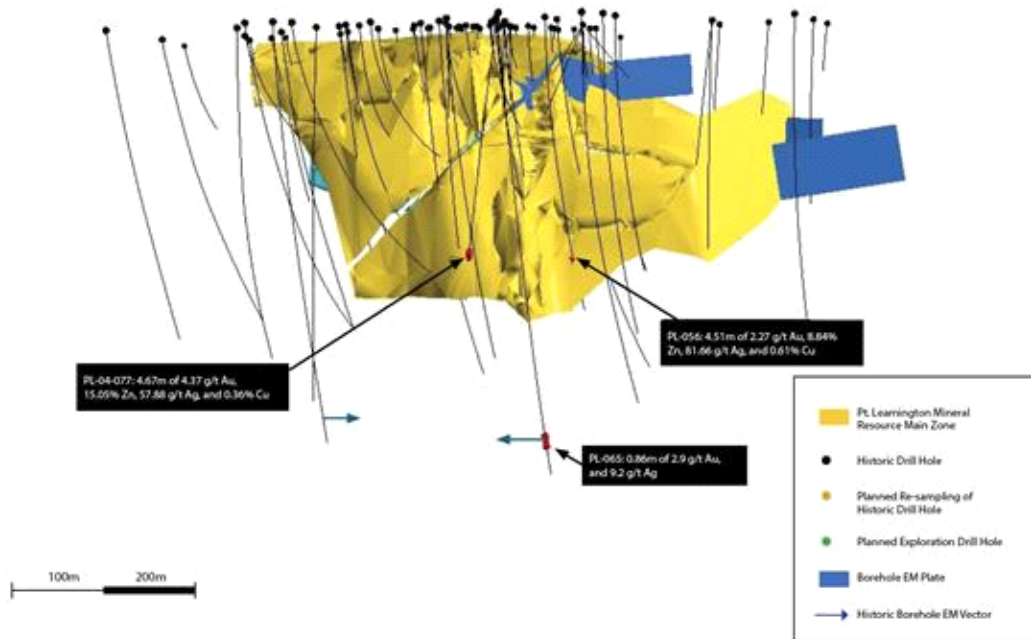 PL-056: 4.51m of 2.27 g/t Au, 8.84%
Zn, 81.66 g/t Ag, and 0.61% Cu
PL-04-077: 4.67m of 4.37 g/t Au,
15.05% Zn, 57.88 g/t Ag, and 0.36% Cu
PL-065: 0.86m of 2.9 g/t Au,
and 9.2 g/t Ag
Pt. Leamington Mineral
Resource Main Zone
Historic Drill Hole
Planned Re-sampling of
Historic Drill Hole
Planned Exploration Drill Hole
Borehole EM Plate
Historic Borehole EM Vector
100m 200m